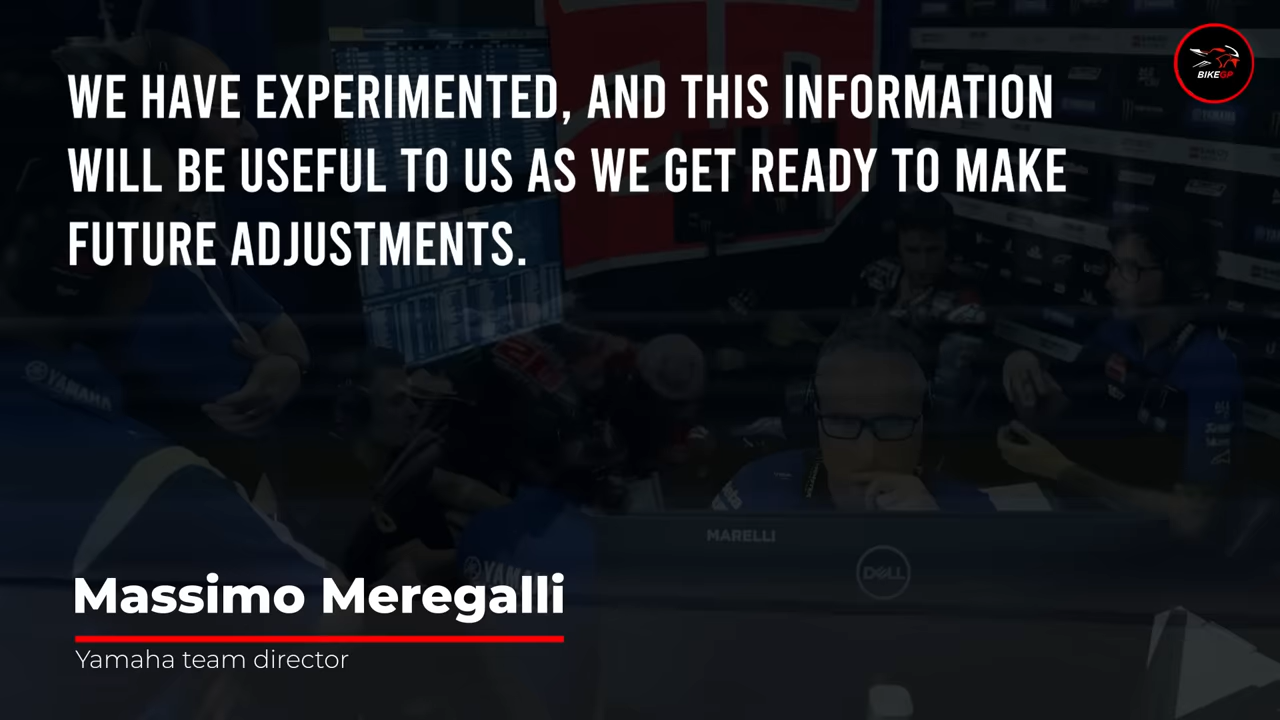 WE HAVE EXPERIMENTED, AND THIS INFORMATION
WILL BE USEFUL TO US AS WE GET READY TO MAKE
FUTURE ADJUSTMENTS.
BIKEGP
YAMAHA
MARELLI
DELL
Massimo Meregalli
Yamaha team director